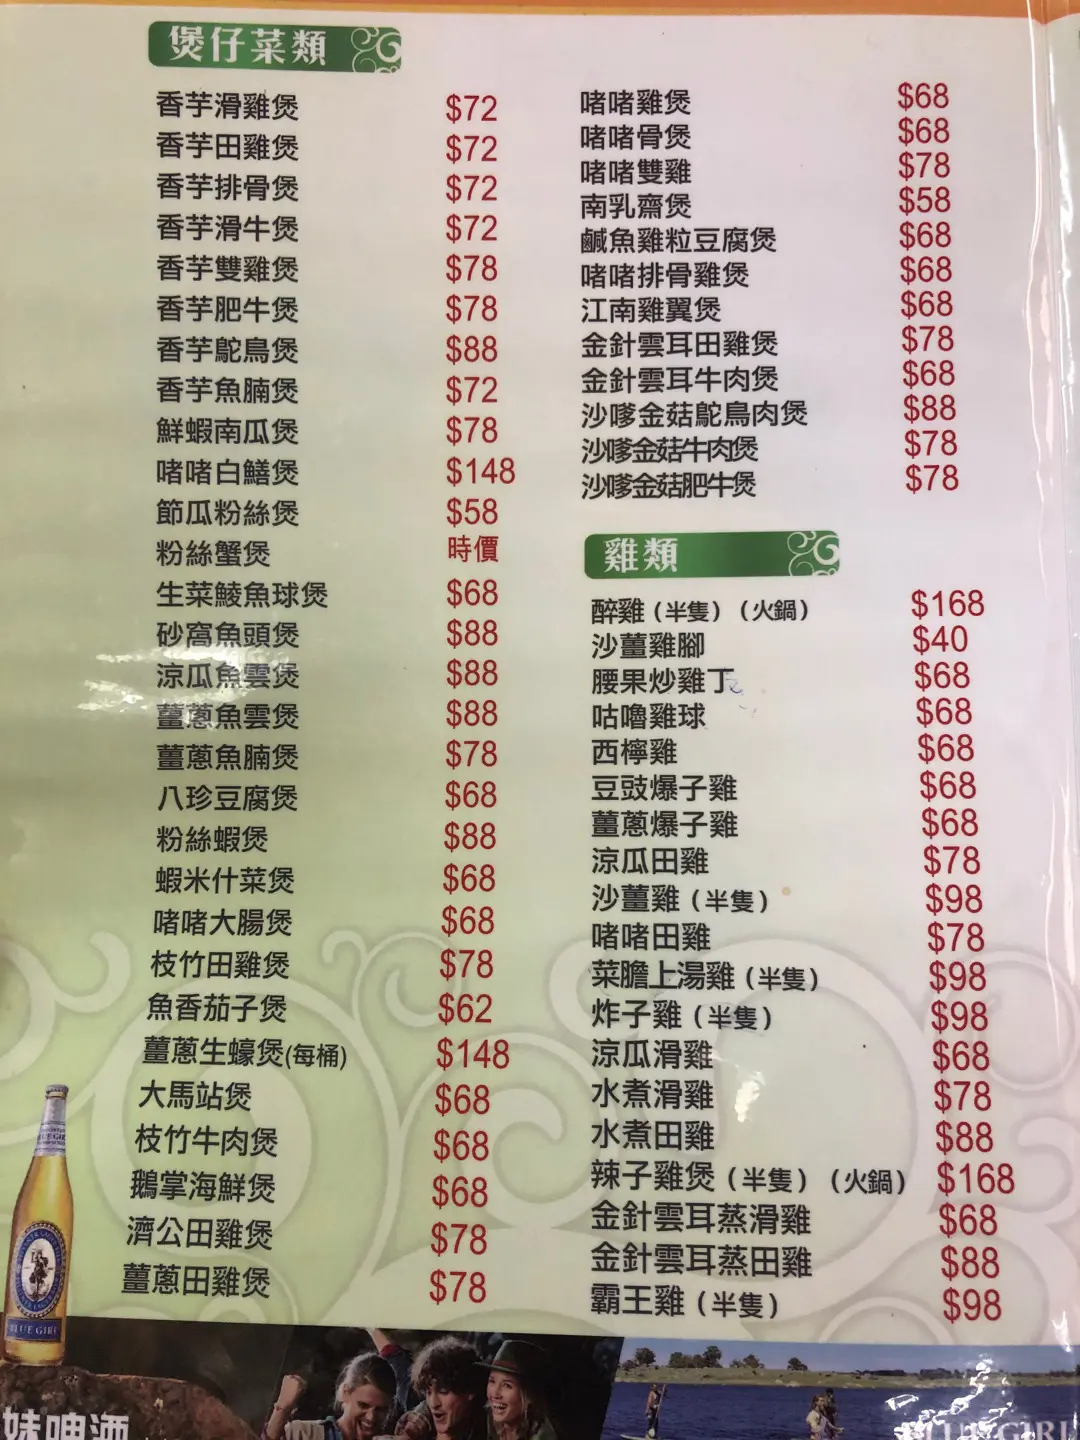 煲仔菜類
香芋滑雞煲 $72
香芋田雞煲 $72
香芋排骨煲 $72
香芋滑牛煲 $72
香芋雙雞煲 $78
香芋肥牛煲 $78
香芋鴕鳥煲 $88
香芋魚腩煲 $72
鮮蝦南瓜煲 $78
啫啫白鱔煲 $148
節瓜粉絲煲 $58
粉絲蟹煲 時價
生菜鯪魚球煲 $68
砂窩魚頭煲 $88
涼瓜魚雲煲 $88
薑蔥魚雲煲 $88
薑蔥魚腩煲 $78
八珍豆腐煲 $68
粉絲蝦煲 $88
蝦米什菜煲 $68
啫啫大腸煲 $68
枝竹田雞煲 $78
魚香茄子煲 $62
薑蔥生蠔煲(每桶) $148
大馬站煲 $68
枝竹牛肉煲 $68
鵝掌海鮮煲 $68
濟公田雞煲 $78
薑蔥田雞煲 $78
啫啫雞煲 $68
啫啫骨煲 $68
啫啫雙雞 $78
南乳齋煲 $58
鹹魚雞粒豆腐煲 $68
啫啫排骨雞煲 $68
江南雞翼煲 $68
金針雲耳田雞煲 $78
金針雲耳牛肉煲 $68
沙嗲金菇鴕鳥肉煲 $88
沙嗲金菇牛肉煲 $78
沙嗲金菇肥牛煲 $78
雞類
醉雞（半隻）（火鍋） $168
沙薑雞腳 $40
腰果炒雞丁 $68
咕嚕雞球 $68
西檸雞 $68
豆豉爆子雞 $68
薑蔥爆子雞 $68
涼瓜田雞 $78
沙薑雞（半隻） $98
啫啫田雞 $78
菜膽上湯雞（半隻） $98
炸子雞（半隻） $98
涼瓜滑雞 $68
水煮滑雞 $78
水煮田雞 $88
辣子雞煲（半隻）（火鍋） $168
金針雲耳蒸滑雞 $68
金針雲耳蒸田雞 $88
霸王雞（半隻） $98
BLUE GIRL
妹啤酒
BLUE GIRL